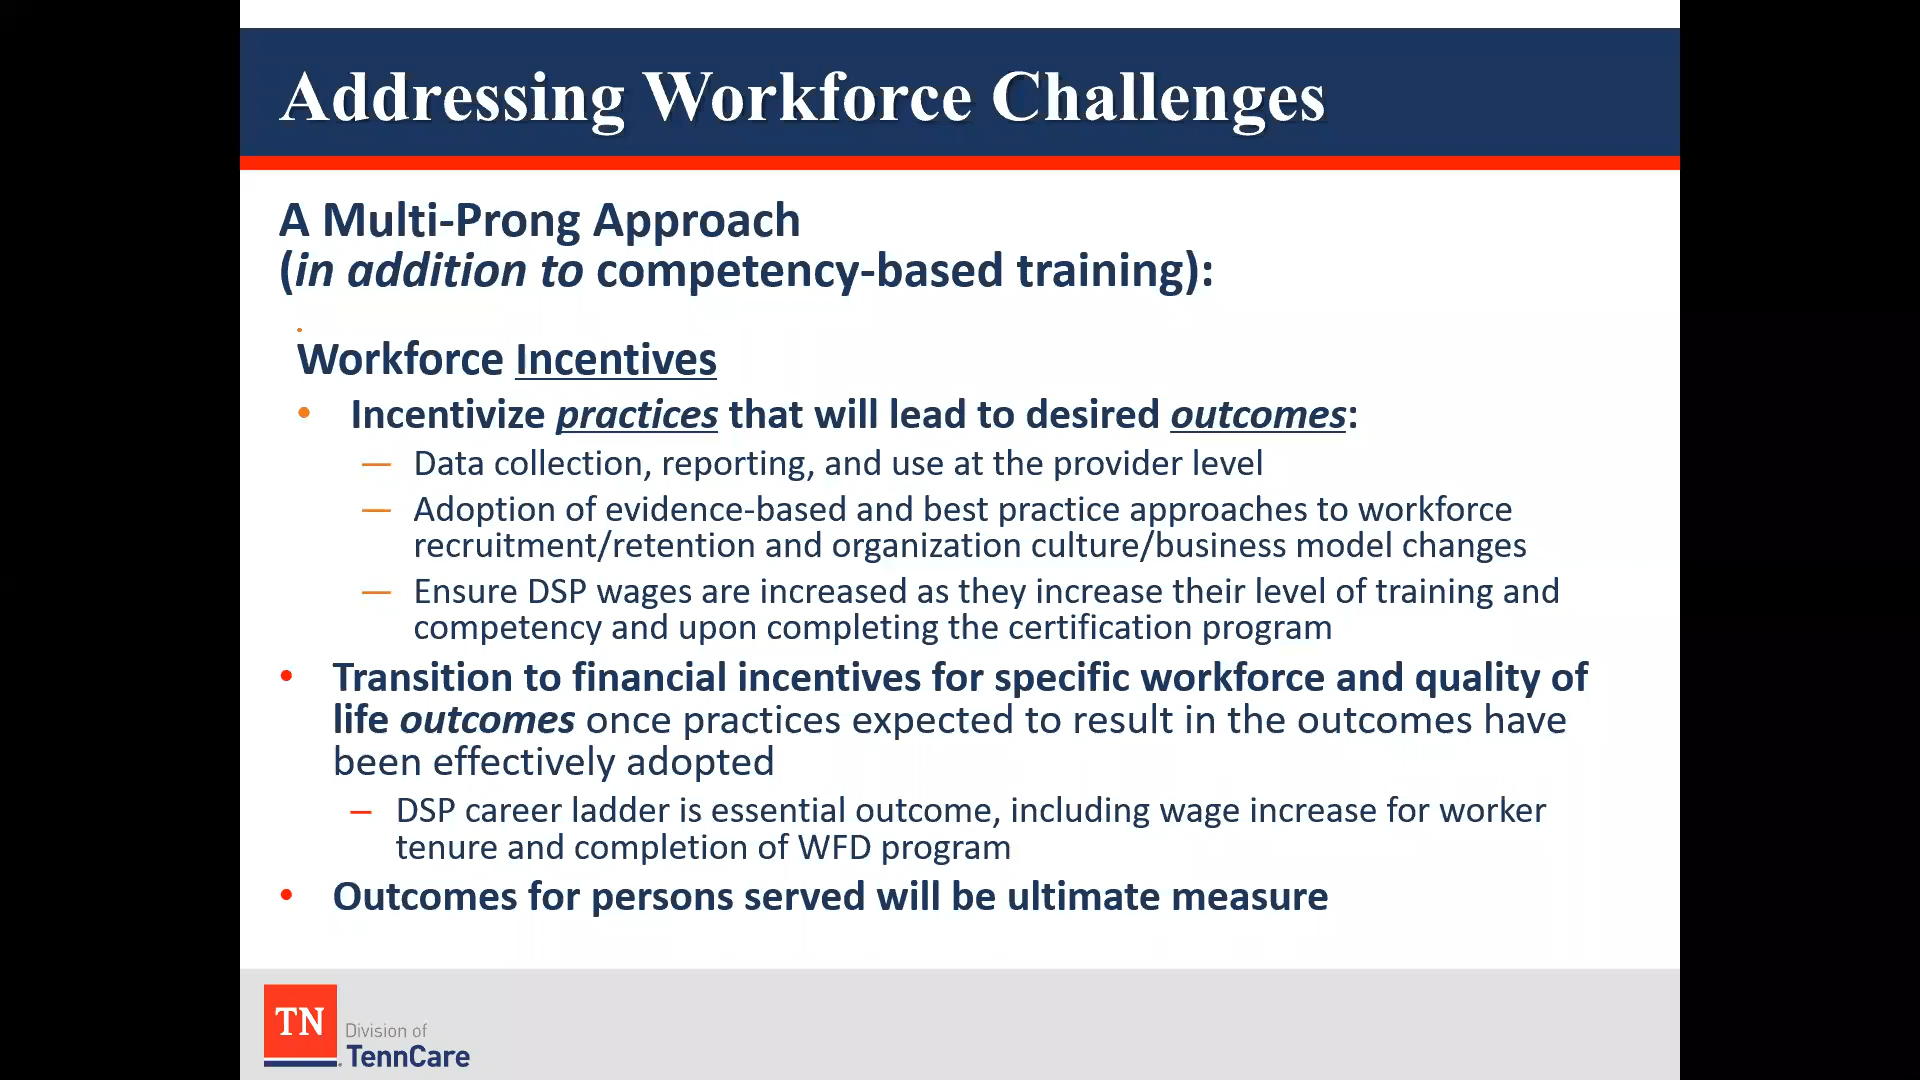 Addressing Workforce Challenges
A Multi-Prong Approach
(in addition to competency-based training):
Workforce Incentives
• Incentivize practices that will lead to desired outcomes:
— Data collection, reporting, and use at the provider level
— Adoption of evidence-based and best practice approaches to workforce
recruitment/retention and organization culture/business model changes
— Ensure DSP wages are increased as they increase their level of training and
competency and upon completing the certification program
• Transition to financial incentives for specific workforce and quality of
life outcomes once practices expected to result in the outcomes have
been effectively adopted
– DSP career ladder is essential outcome, including wage increase for worker
tenure and completion of WFD program
• Outcomes for persons served will be ultimate measure
TN
Division of
TennCare